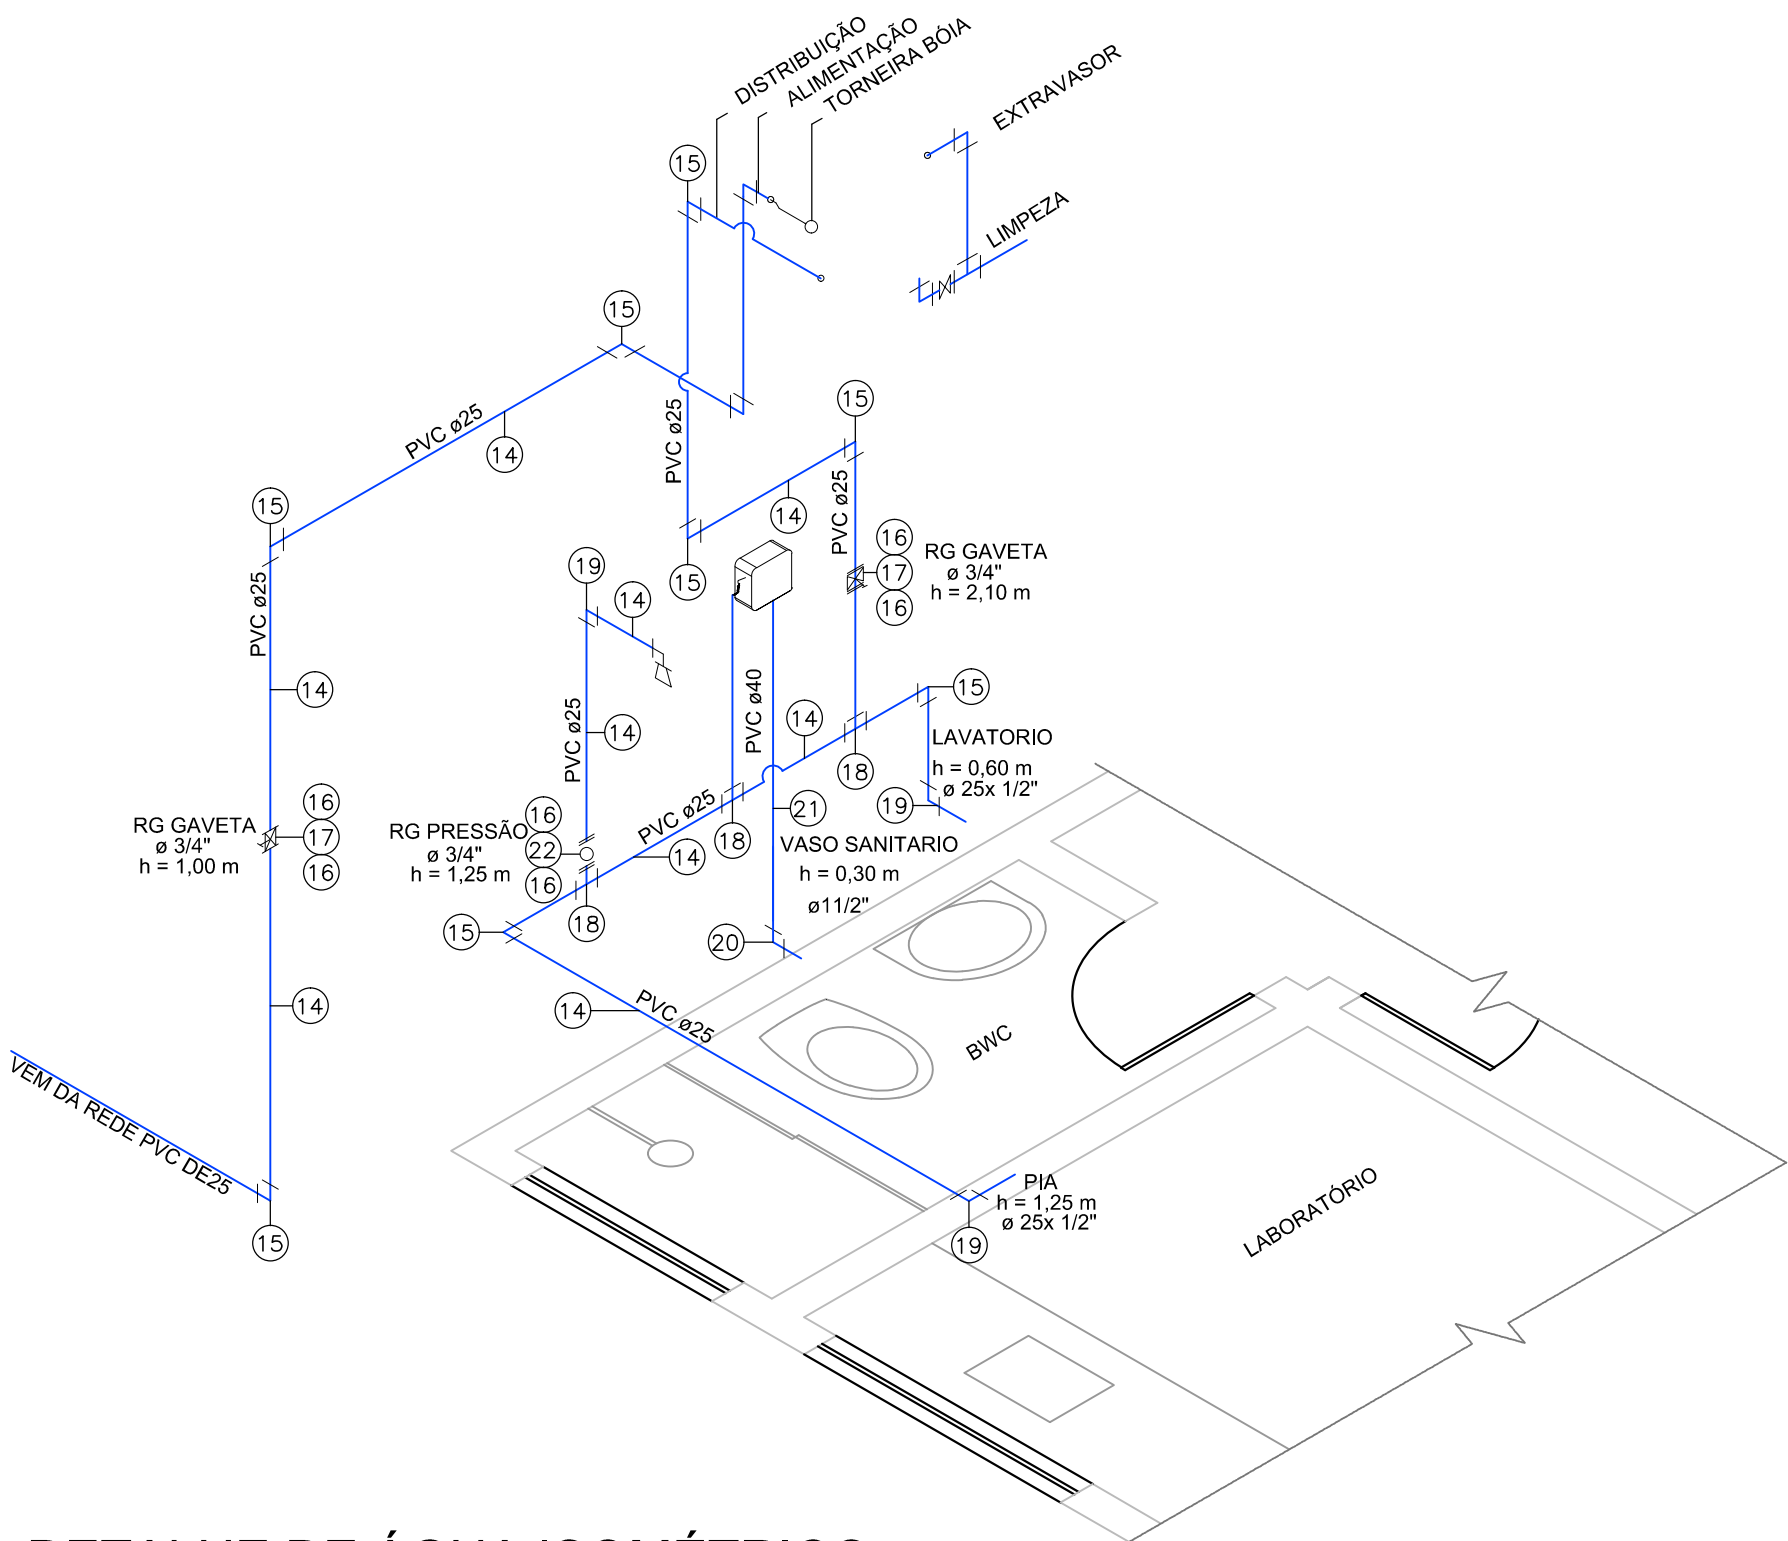 DISTRIBUIÇÃO
ALIMENTAÇÃO
TORNEIRA BÓIA
EXTRAVASOR
LIMPEZA
15
15
PVC ø25
14
PVC ø25
15
PVC ø25
14
15
15
PVC ø25
14
14
19
14
PVC ø25
14
PVC ø40
16
17
16
RG GAVETA
ø 3/4"
h = 2,10 m
15
14
18
LAVATORIO
h = 0,60 m
ø 25x 1/2"
19
RG GAVETA
ø 3/4"
h = 1,00 m
16
17
16
RG PRESSÃO
ø 3/4"
h = 1,25 m
16
22
16
18
PVC ø25
14
18
21
VASO SANITARIO
h = 0,30 m
ø11/2"
20
15
14
PVC ø25
BWC
VEM DA REDE PVC DE25
15
PIA
h = 1,25 m
ø 25x 1/2"
19
LABORATÓRIO
DETALHE DE ÁGUA ISOMÉTRICO